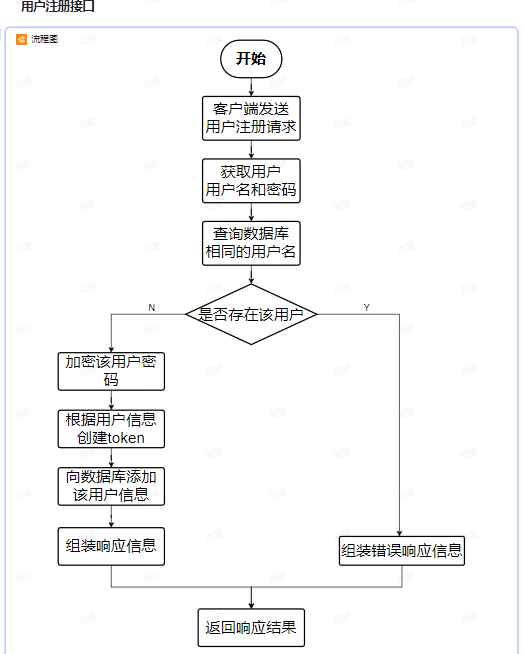 用户注册接口
流程图
开始
客户端发送
用户注册请求
获取用户
用户名和密码
查询数据库
相同的用户名
是否存在该用户
N
Y
加密该用户密
码
根据用户信息
创建token
向数据库添加
该用户信息
组装响应信息
组装错误响应信息
返回响应结果